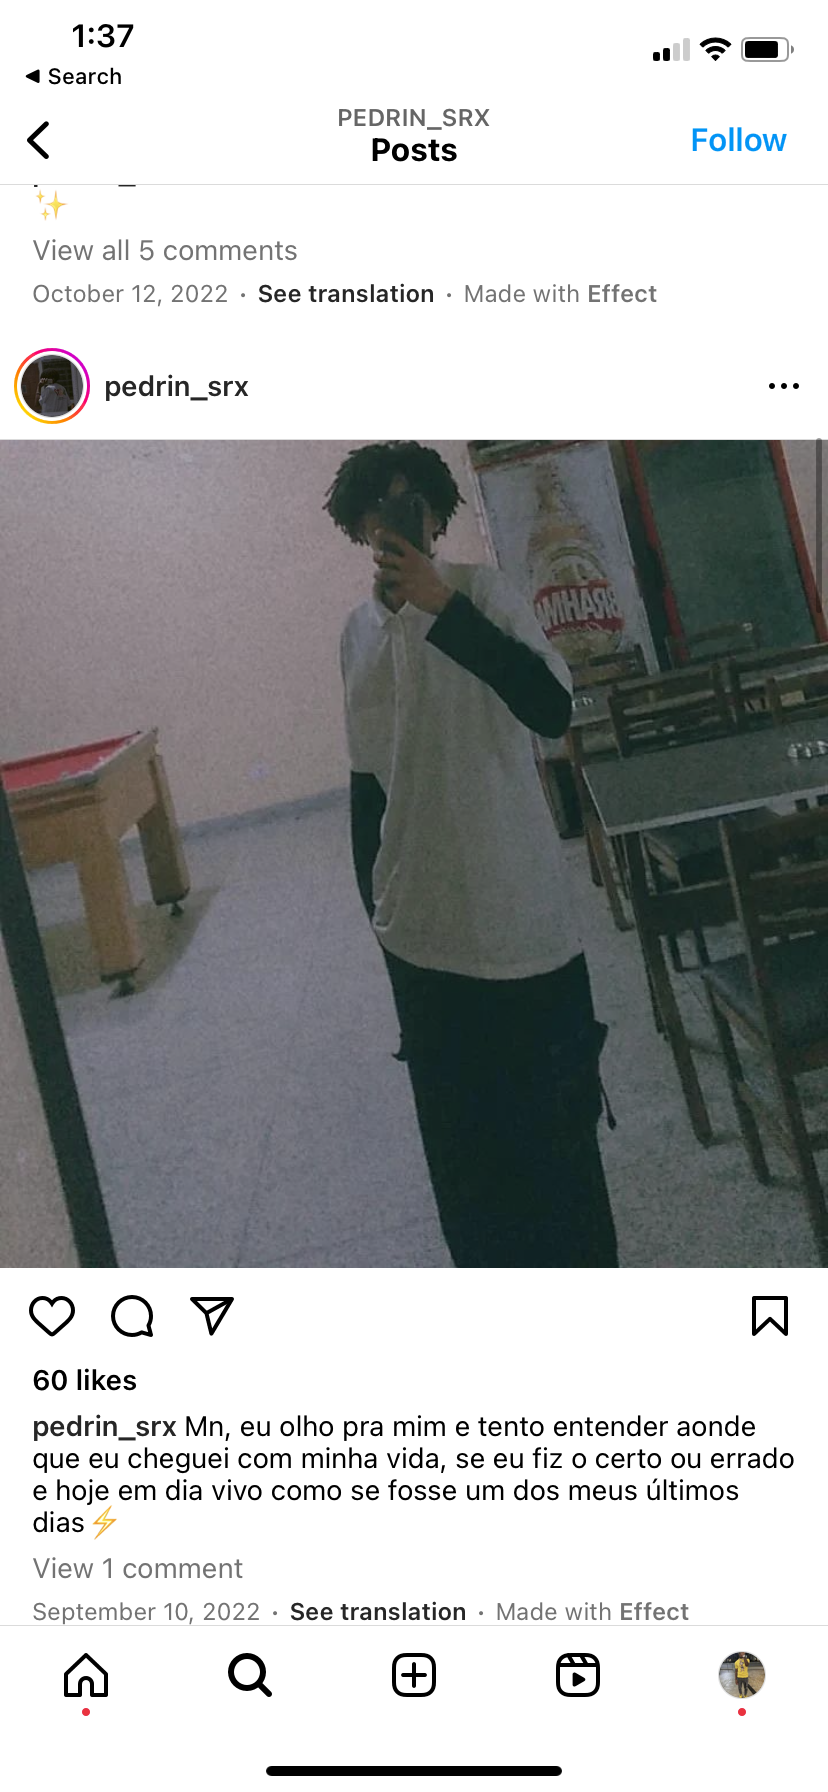 1:37
Search
PEDRIN_SRX
Posts
Follow
View all 5 comments
October 12, 2022 · See translation · Made with Effect
pedrin_srx
BRAHMA
60 likes
pedrin_srx Mn, eu olho pra mim e tento entender aonde
que eu cheguei com minha vida, se eu fiz o certo ou errado
e hoje em dia vivo como se fosse um dos meus últimos
dias⚡
View 1 comment
September 10, 2022 · See translation · Made with Effect